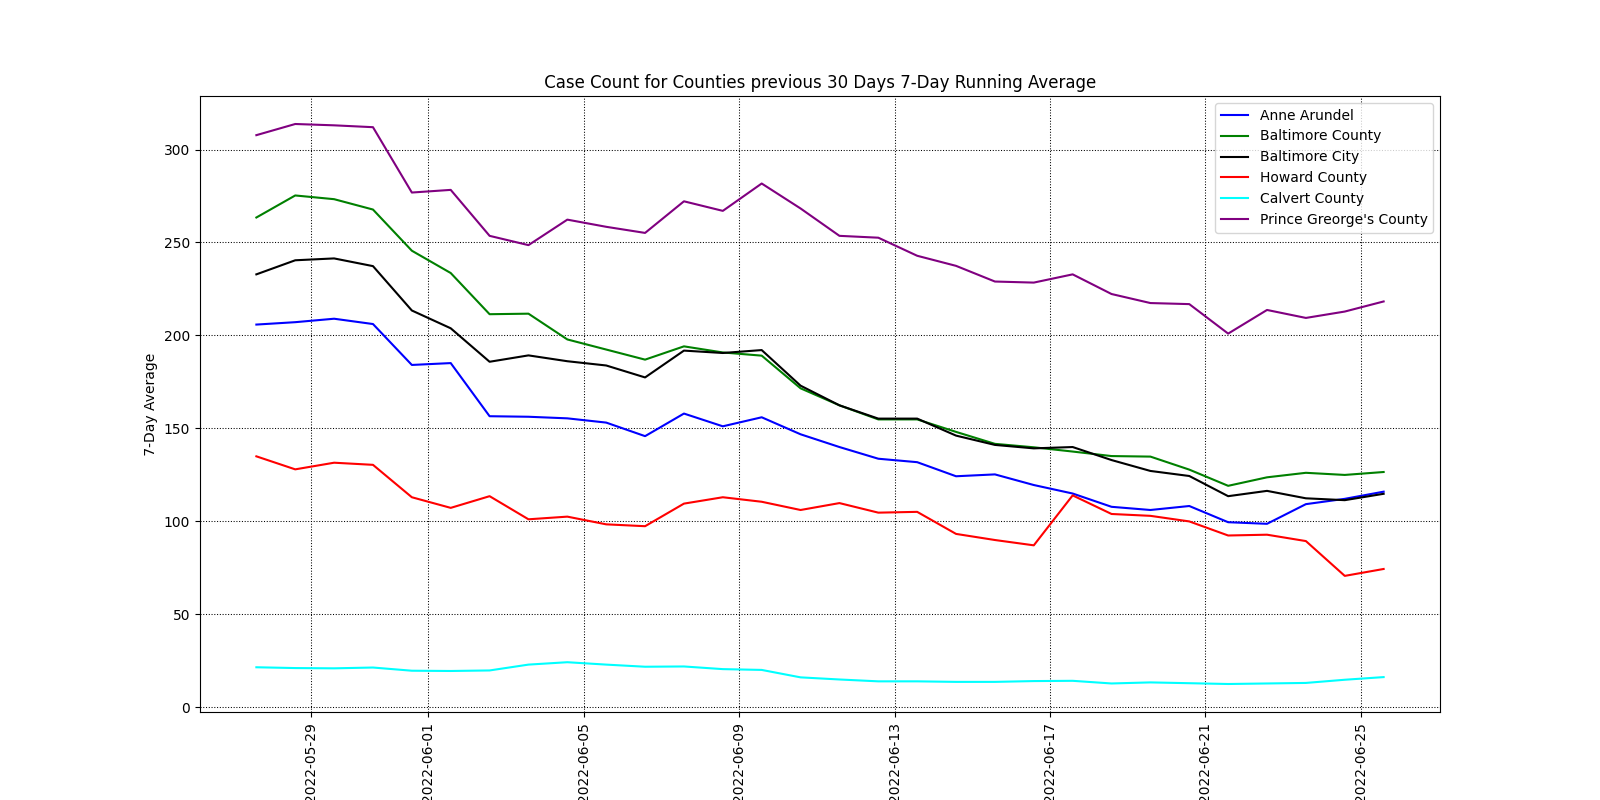 Case Count for Counties previous 30 Days 7-Day Running Average
Anne Arundel
Baltimore County
Baltimore City
Howard County
Calvert County
Prince Greorge's County
7-Day Average
300
250
200
150
100
50
0
2022-05-29
2022-06-01
2022-06-05
2022-06-09
2022-06-13
2022-06-17
2022-06-21
2022-06-25